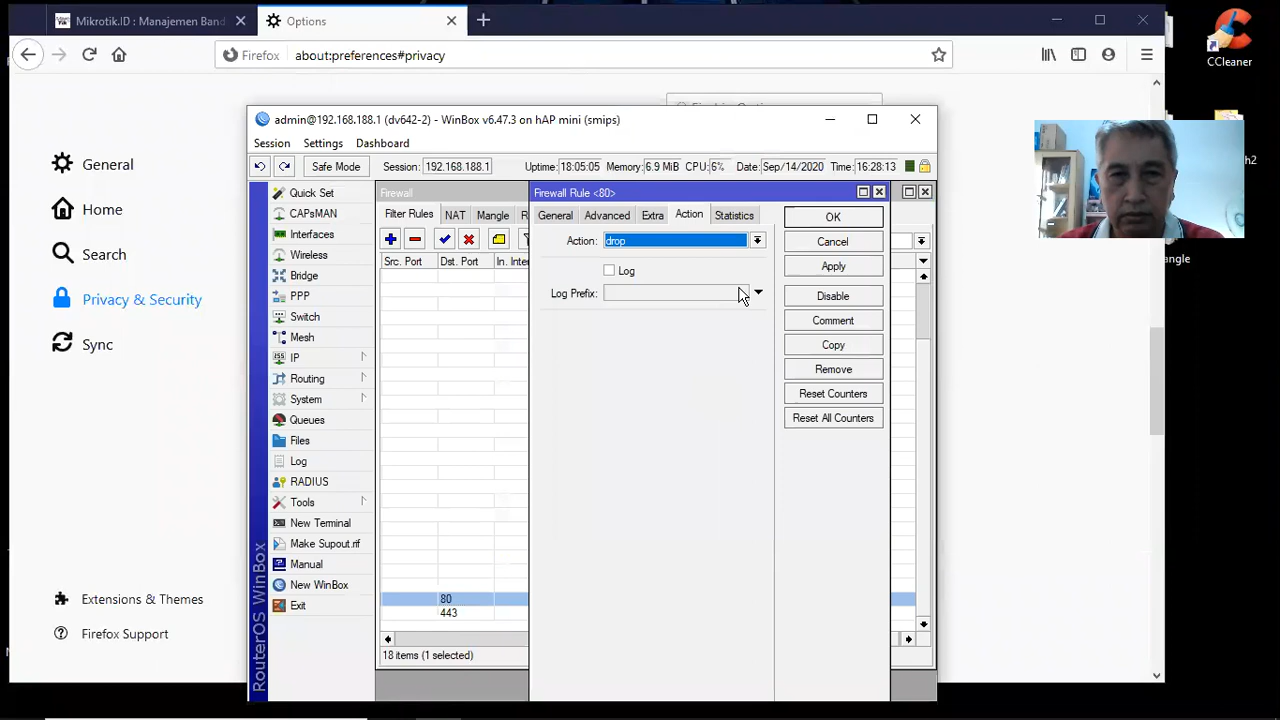 Mikrotik.ID : Manajemen Band
Options
CCleaner
Firefox
about:preferences#privacy
General
Home
Search
Privacy & Security
Sync
Extensions & Themes
Firefox Support
admin@192.168.188.1 (dv642-2) - WinBox v6.47.3 on hAP mini (smips)
Session Settings Dashboard
Safe Mode Session: 192.168.188.1 Uptime: 18:05:05 Memory: 6.9 MiB CPU: 6% Date: Sep/14/2020 Time: 16:28:13
RouterOS WinBox
Quick Set
CAPsMAN
Interfaces
Wireless
Bridge
PPP
Switch
Mesh
IP
Routing
System
Queues
Files
Log
RADIUS
Tools
New Terminal
Make Supout.rif
Manual
New WinBox
Exit
Firewall
Filter Rules NAT Mangle R
Src. Port Dst. Port In. Inter
80
443
18 items (1 selected)
Firewall Rule <80>
General Advanced Extra Action Statistics
Action: drop
Log
Log Prefix:
OK
Cancel
Apply
Disable
Comment
Copy
Remove
Reset Counters
Reset All Counters